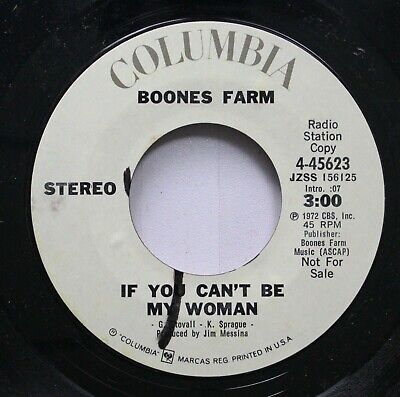 COLUMBIA
BOONES FARM
Radio
Station
Copy
4-45623
JZSS 156125
Intro. :07
3:00
STEREO
Ⓟ 1972 CBS, Inc.
45 RPM
Publisher:
Boones Farm
Music (ASCAP)
Not For
Sale
IF YOU CAN'T BE
MY WOMAN
- G. Stovall - K. Sprague -
Produced by Jim Messina
® "COLUMBIA" MARCAS REG. PRINTED IN U.S.A.